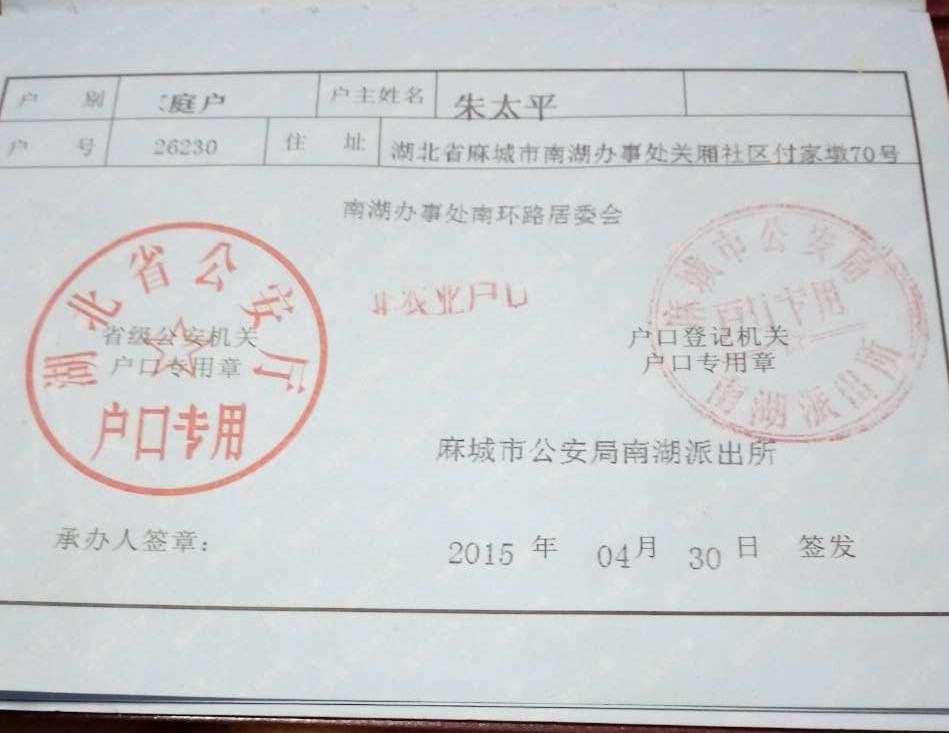 户 别 庭户 户主姓名 朱太平
户 号 26230 住 址 湖北省麻城市南湖办事处关厢社区付家墩70号
南湖办事处南环路居委会
湖北省公安厅
户口专用
省级公安机关
户口专用章
非农业户口
麻城市公安局
户口专用
南湖派出所
户口登记机关
户口专用章
麻城市公安局南湖派出所
承办人签章：
2015 年 04月 30 日 签发